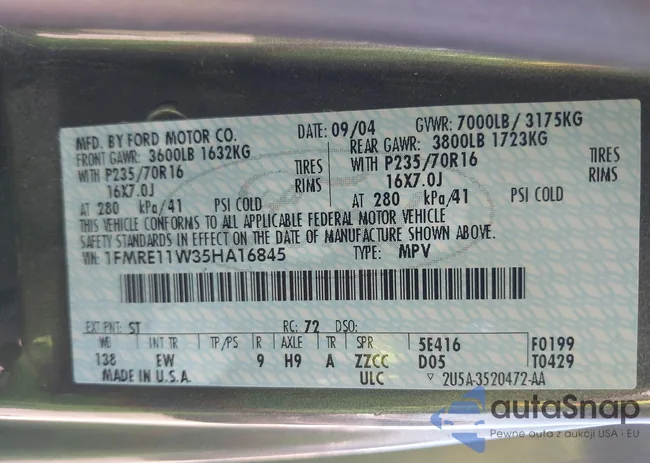 MFD. BY FORD MOTOR CO. DATE: 09/04 GVWR: 7000LB / 3175KG
FRONT GAWR: 3600LB 1632KG REAR GAWR: 3800LB 1723KG
WITH P235/70R16 TIRES WITH P235/70R16 TIRES
16X7.0J RIMS 16X7.0J RIMS
AT 280 kPa/41 PSI COLD AT 280 kPa/41 PSI COLD
THIS VEHICLE CONFORMS TO ALL APPLICABLE FEDERAL MOTOR VEHICLE
SAFETY STANDARDS IN EFFECT ON THE DATE OF MANUFACTURE SHOWN ABOVE.
VIN: 1FMRE11W35HA16845 TYPE: MPV
EXT PNT: ST RC: 72 DSO:
WB INT TR TP/PS R AXLE TR SPR 5E416 F0199
138 EW 9 H9 A ZZCC D05 T0429
MADE IN U.S.A. ULC 2U5A-3520472-AA
autaSnap
Pewne auta z aukcji USA i EU